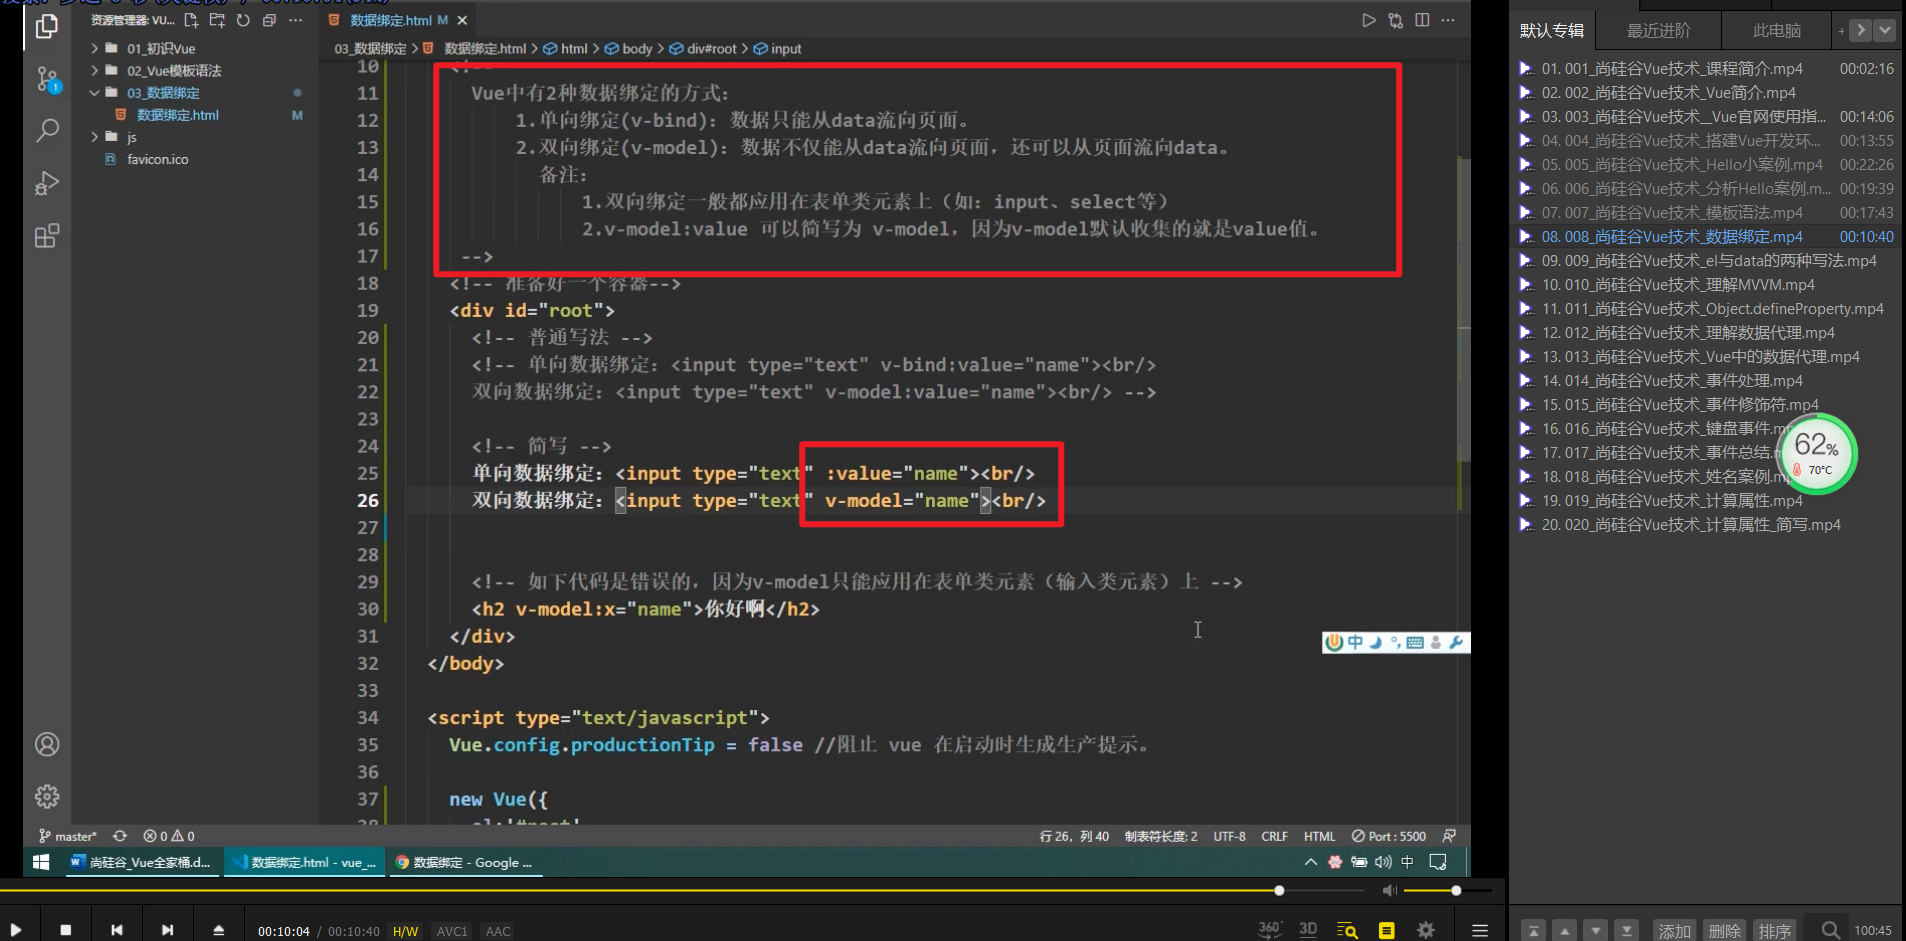 资源管理器: VU...
01_初识Vue
02_Vue模板语法
03_数据绑定
数据绑定.html M
js
favicon.ico
1
数据绑定.html M
03_数据绑定 > 数据绑定.html > html > body > div#root > input
10 <!--
11 Vue中有2种数据绑定的方式：
12 1.单向绑定(v-bind)：数据只能从data流向页面。
13 2.双向绑定(v-model)：数据不仅能从data流向页面，还可以从页面流向data。
14 备注：
15 1.双向绑定一般都应用在表单类元素上（如：input、select等）
16 2.v-model:value 可以简写为 v-model，因为v-model默认收集的就是value值。
17 -->
18 <!-- 准备好一个容器-->
19 <div id="root">
20 <!-- 普通写法 -->
21 <!-- 单向数据绑定：<input type="text" v-bind:value="name"><br/>
22 双向数据绑定：<input type="text" v-model:value="name"><br/> -->
23
24 <!-- 简写 -->
25 单向数据绑定：<input type="text" :value="name"><br/>
26 双向数据绑定：<input type="text" v-model="name"><br/>
27
28
29 <!-- 如下代码是错误的，因为v-model只能应用在表单类元素（输入类元素）上 -->
30 <h2 v-model:x="name">你好啊</h2>
31 </div>
32 </body>
33
34 <script type="text/javascript">
35 Vue.config.productionTip = false //阻止 vue 在启动时生成生产提示。
36
37 new Vue({
38 el:'#root'
中
master* 0 0
行 26，列 40 制表符长度: 2 UTF-8 CRLF HTML Port : 5500
尚硅谷_Vue全家桶.d...
数据绑定.html - vue_...
数据绑定 - Google ...
中
00:10:04 / 00:10:40 H/W AVC1 AAC
360° 3D
默认专辑 最近进阶 此电脑 +
01. 001_尚硅谷Vue技术_课程简介.mp4 00:02:16
02. 002_尚硅谷Vue技术_Vue简介.mp4
03. 003_尚硅谷Vue技术__Vue官网使用指... 00:14:06
04. 004_尚硅谷Vue技术_搭建Vue开发环... 00:13:55
05. 005_尚硅谷Vue技术_Hello小案例.mp4 00:22:26
06. 006_尚硅谷Vue技术_分析Hello案例.m... 00:19:39
07. 007_尚硅谷Vue技术_模板语法.mp4 00:17:43
08. 008_尚硅谷Vue技术_数据绑定.mp4 00:10:40
09. 009_尚硅谷Vue技术_el与data的两种写法.mp4
10. 010_尚硅谷Vue技术_理解MVVM.mp4
11. 011_尚硅谷Vue技术_Object.defineProperty.mp4
12. 012_尚硅谷Vue技术_理解数据代理.mp4
13. 013_尚硅谷Vue技术_Vue中的数据代理.mp4
14. 014_尚硅谷Vue技术_事件处理.mp4
15. 015_尚硅谷Vue技术_事件修饰符.mp4
16. 016_尚硅谷Vue技术_键盘事件.m
17. 017_尚硅谷Vue技术_事件总结.
18. 018_尚硅谷Vue技术_姓名案例.m
19. 019_尚硅谷Vue技术_计算属性.mp4
20. 020_尚硅谷Vue技术_计算属性_简写.mp4
62%
70°C
添加 删除 排序 100:45